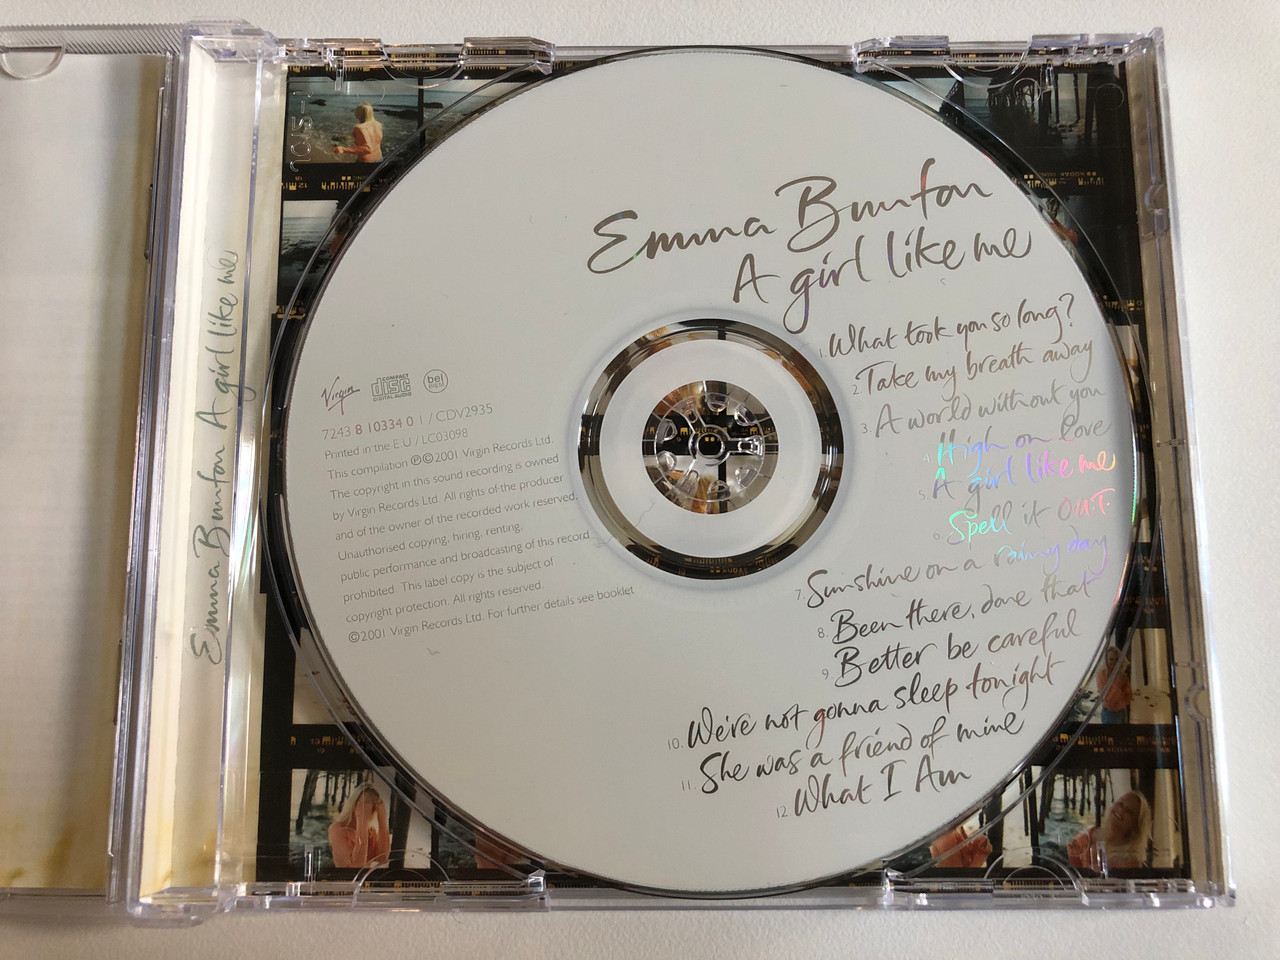 Emma Bunton
A girl like me
1. What took you so long?
2. Take my breath away
3. A world without you
4. High on love
5. A girl like me
6. Spell it O.U.T.
7. Sunshine on a rainy day
8. Been there, done that
9. Better be careful
10. We're not gonna sleep tonight
11. She was a friend of mine
12. What I Am
Virgin
COMPACT
disc
DIGITAL AUDIO
bel
BIEM
7243 8 10334 0 1 / CDV2935
Printed in the E.U / LC03098
This compilation ℗©2001 Virgin Records Ltd.
The copyright in this sound recording is owned
by Virgin Records Ltd. All rights of the producer
and of the owner of the recorded work reserved.
Unauthorised copying, hiring, renting,
public performance and broadcasting of this record
prohibited. This label copy is the subject of
copyright protection. All rights reserved.
©2001 Virgin Records Ltd. For further details see booklet
Emma Bunton A girl like me